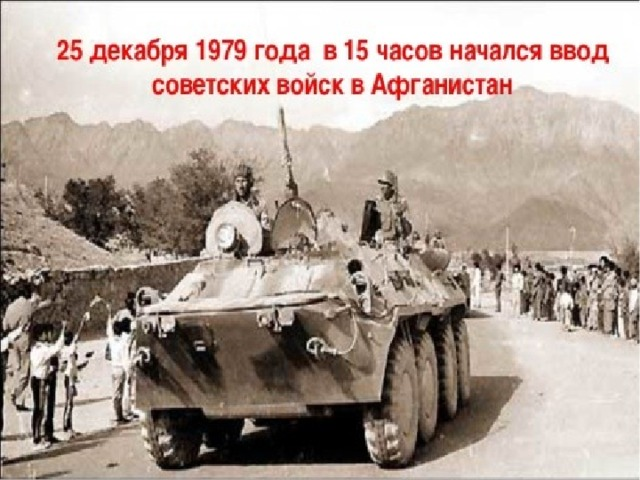 25 декабря 1979 года в 15 часов начался ввод
советских войск в Афганистан